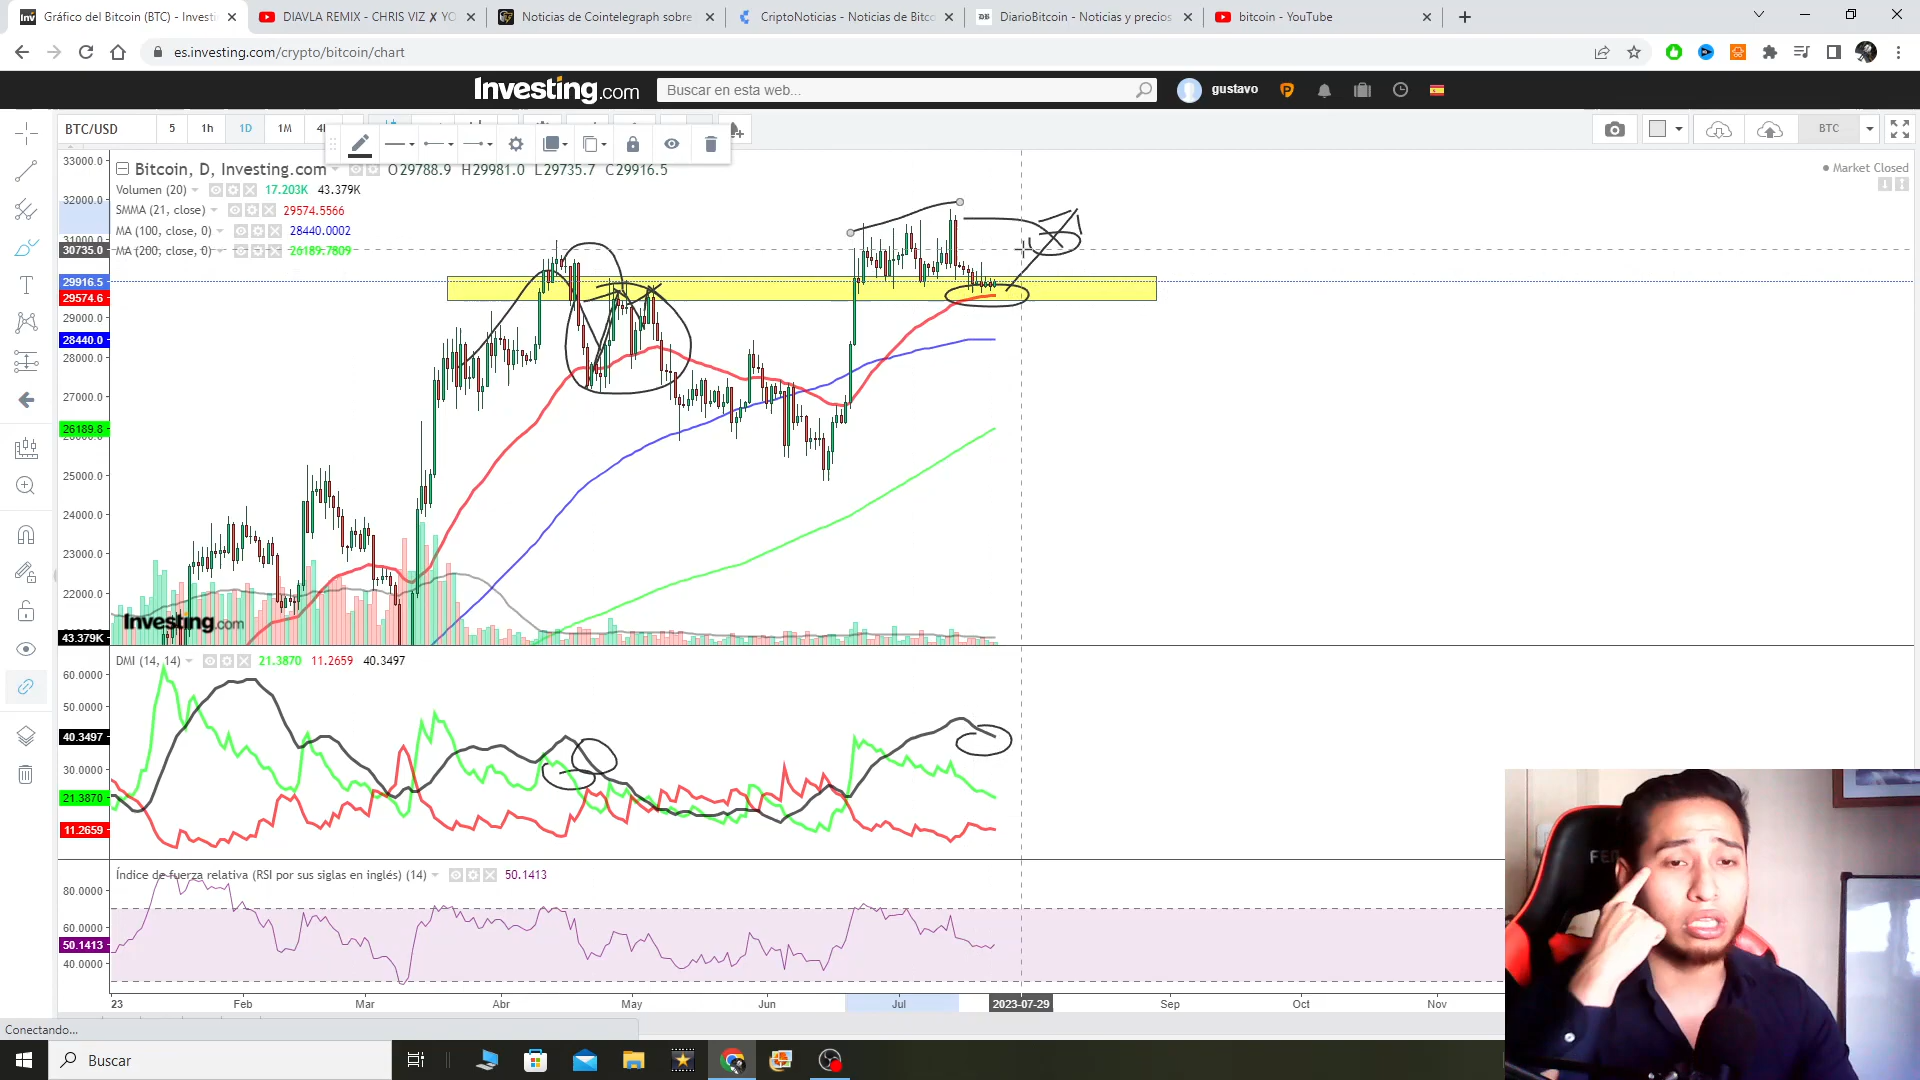 Gráfico del Bitcoin (BTC) - Investi
DIAVLA REMIX - CHRIS VIZ ✗ YO
Noticias de Cointelegraph sobre
CriptoNoticias - Noticias de Bitco
DiarioBitcoin - Noticias y precios
bitcoin - YouTube
es.investing.com/crypto/bitcoin/chart
Investing.com
Buscar en esta web...
gustavo
BTC/USD
5
1h
1D
1M
BTC
Bitcoin, D, Investing.com
O29788.9 H29981.0 L29735.7 C29916.5
Market Closed
Volumen (20)
17.203K 43.379K
SMMA (21, close)
29574.5566
MA (100, close, 0)
28440.0002
MA (200, close, 0)
26189.7809
33000.0
32000.0
31000.0
30735.0
29916.5
29574.6
29000.0
28440.0
28000.0
27000.0
26189.8
25000.0
24000.0
23000.0
22000.0
43.379K
Investing.com
DMI (14, 14)
21.3870 11.2659 40.3497
60.0000
50.0000
40.3497
30.0000
21.3870
11.2659
Índice de fuerza relativa (RSI por sus siglas en inglés) (14)
50.1413
80.0000
60.0000
50.1413
40.0000
23
Feb
Mar
Abr
May
Jun
Jul
2023-07-29
Sep
Oct
Nov
Conectando...
Buscar